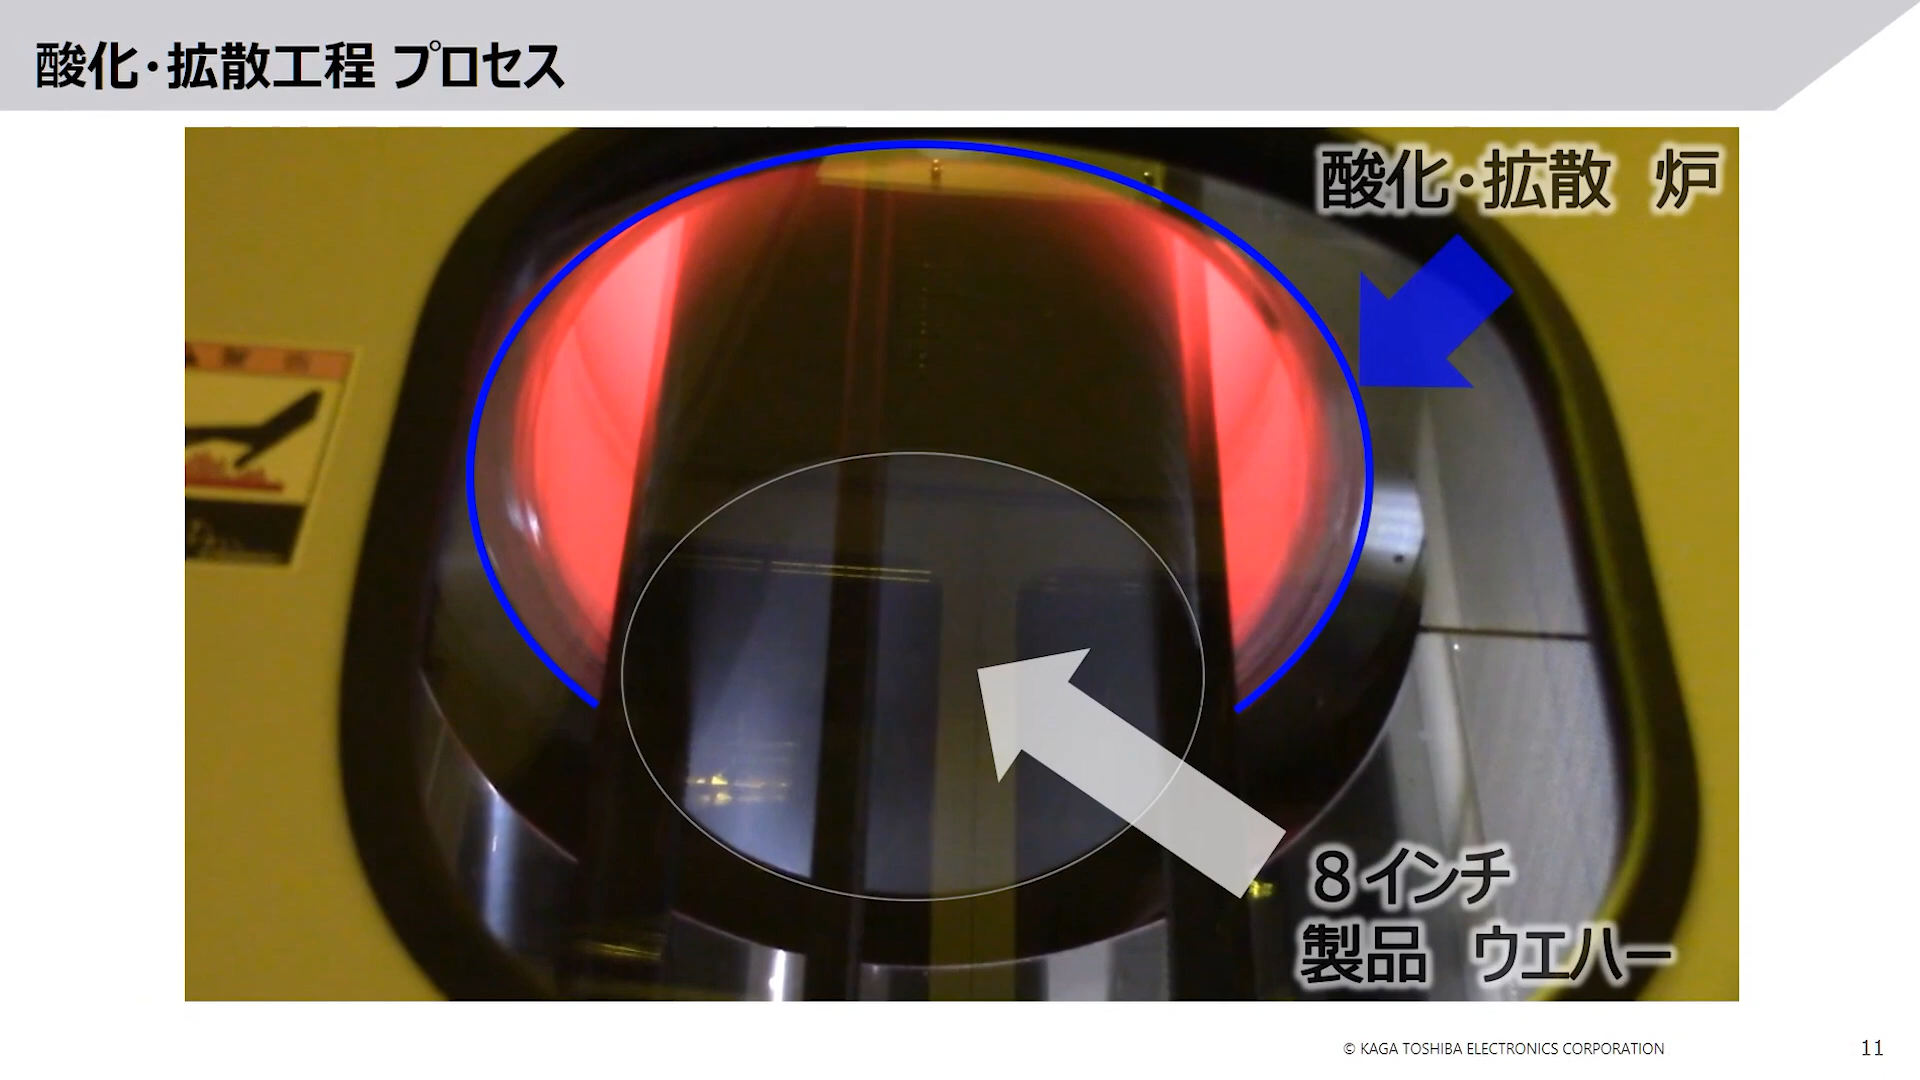 酸化・拡散工程 プロセス
酸化・拡散 炉
８インチ
製品 ウエハー
© KAGA TOSHIBA ELECTRONICS CORPORATION
11